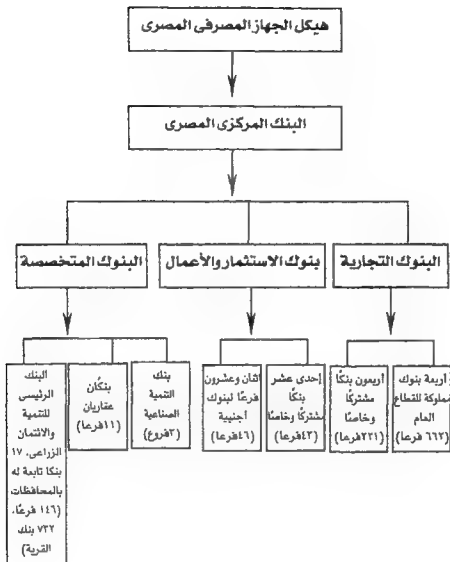 هيكل الجهاز المصرفى المصرى
البنك المركزى المصرى
البنوك التجارية
بنوك الاستثمار والأعمال
البنوك المتخصصة
أربعة بنوك
مملوكة للقطاع
العام
(٦٦٢ فرعا)
أربعون بنكًا
مشتركًا
وخاصًا
(٢٣١فرعا)
إحدى عشر
بنكًا
مشتركًا وخاصًا
(٤٣فرعا)
اثنان وعشرون
فرعًا لبنوك
أجنبية
(٤٦فرعا)
بنك
التنمية
الصناعية
(٣فروع)
بنكان
عقاريان
(١١فرعا)
البنك
الرئيسى
للتنمية
والائتمان
الزراعى، ١٧
بنكا تابعة له
بالمحافظات
(١٤٦ فرعًا،
٧٣٢ بنك
القرية)